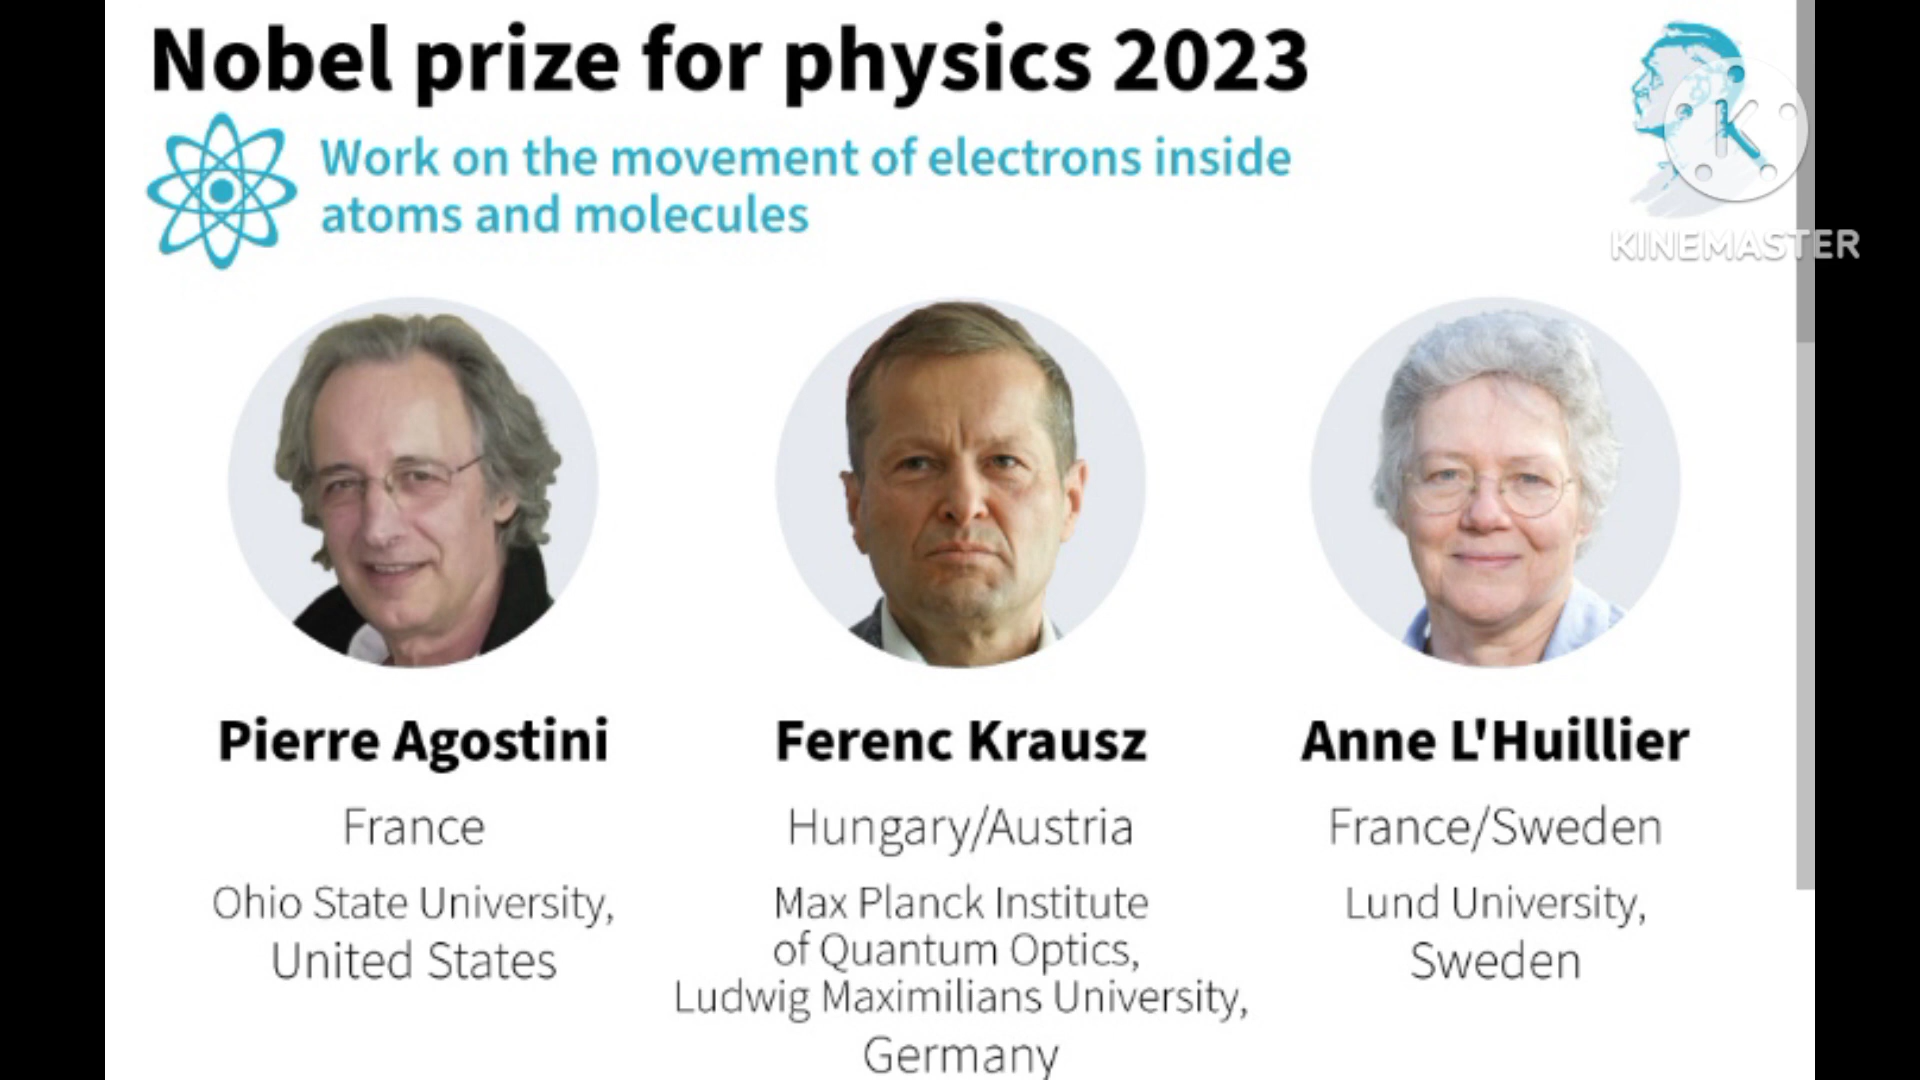 Nobel prize for physics 2023
Work on the movement of electrons inside
atoms and molecules
K
KINEMASTER
Pierre Agostini
France
Ohio State University,
United States
Ferenc Krausz
Hungary/Austria
Max Planck Institute
of Quantum Optics,
Ludwig Maximilians University,
Germany
Anne L'Huillier
France/Sweden
Lund University,
Sweden